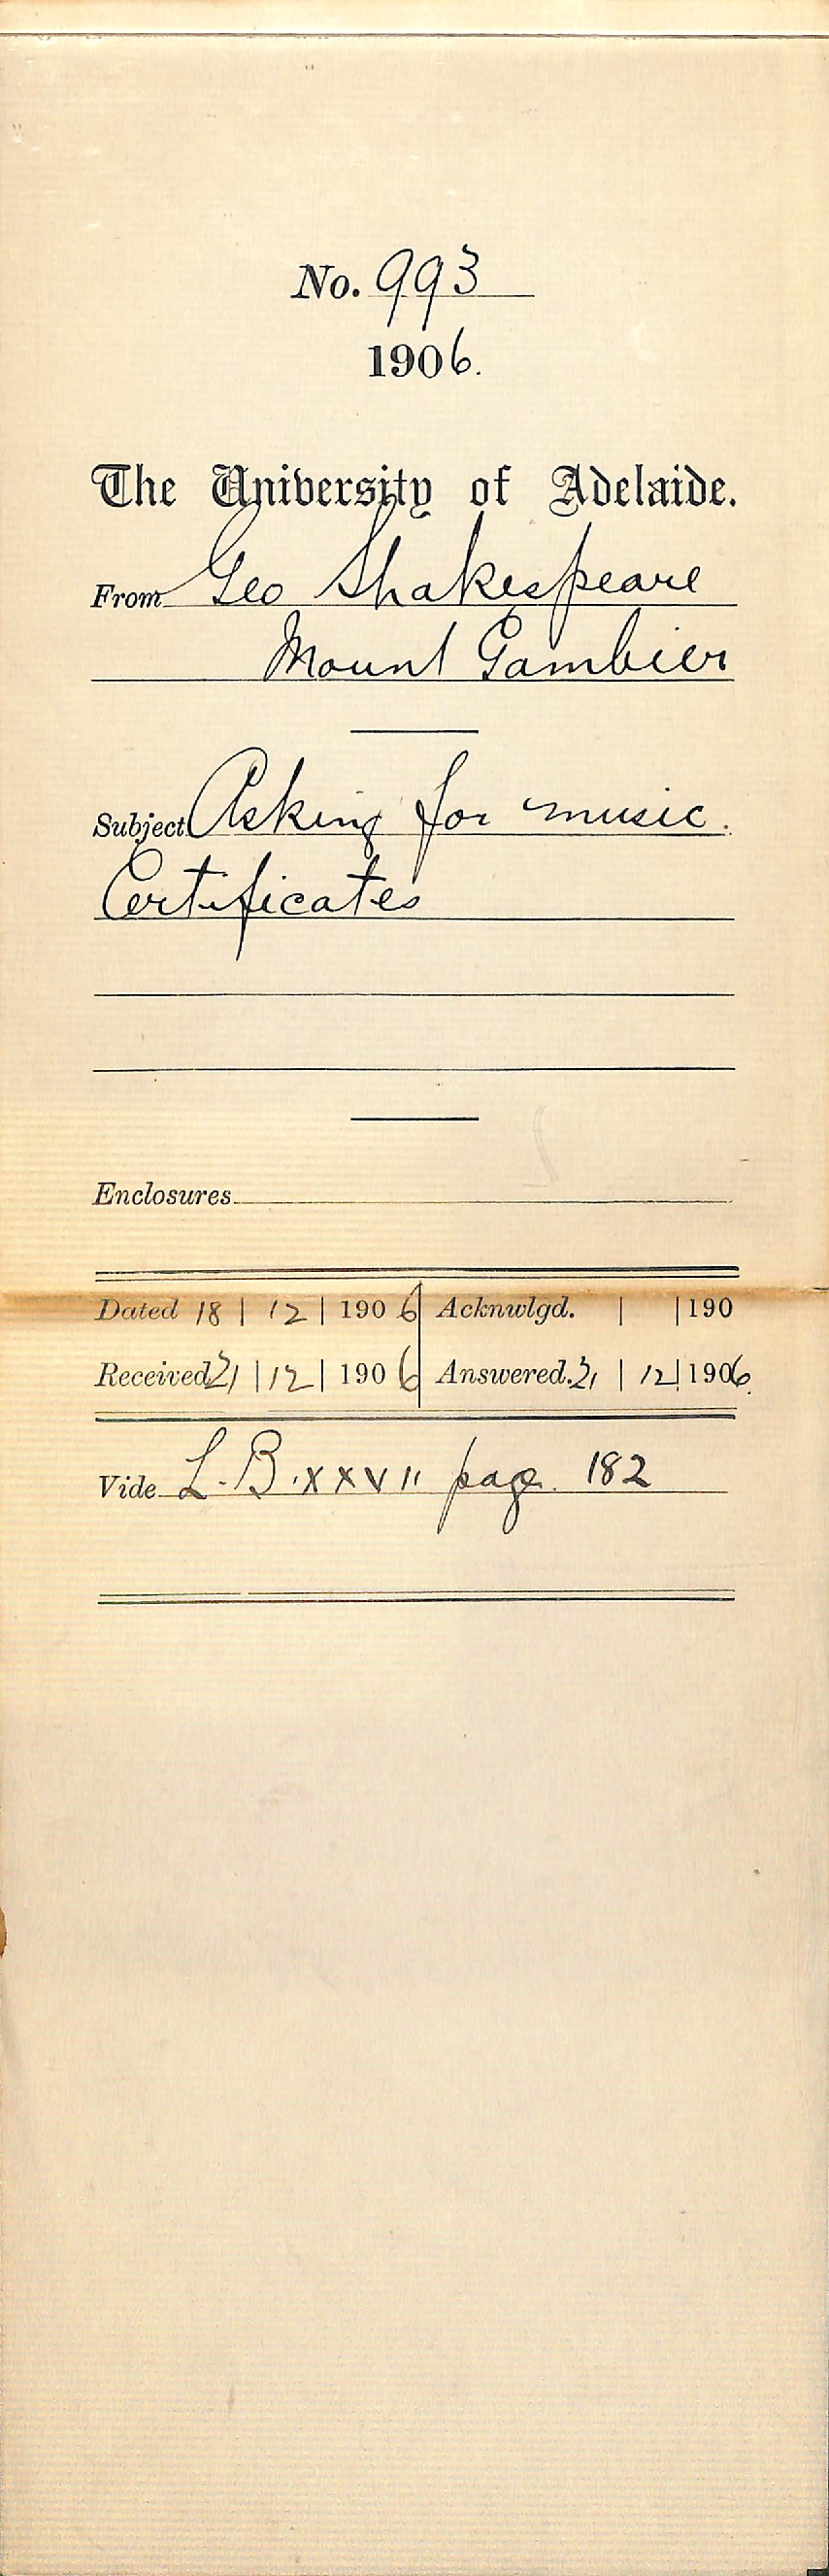 No. 993
1906.
The University of Adelaide.
From Geo Shakespeare
Mount Gambier
Subject Asking for music.
Certificates
Enclosures
Dated 18 | 12 | 1906 Acknwlgd. | | 190
Received 21 | 12 | 1906 Answered. 21 | 12 | 1906.
Vide L.B. XXVII page. 182